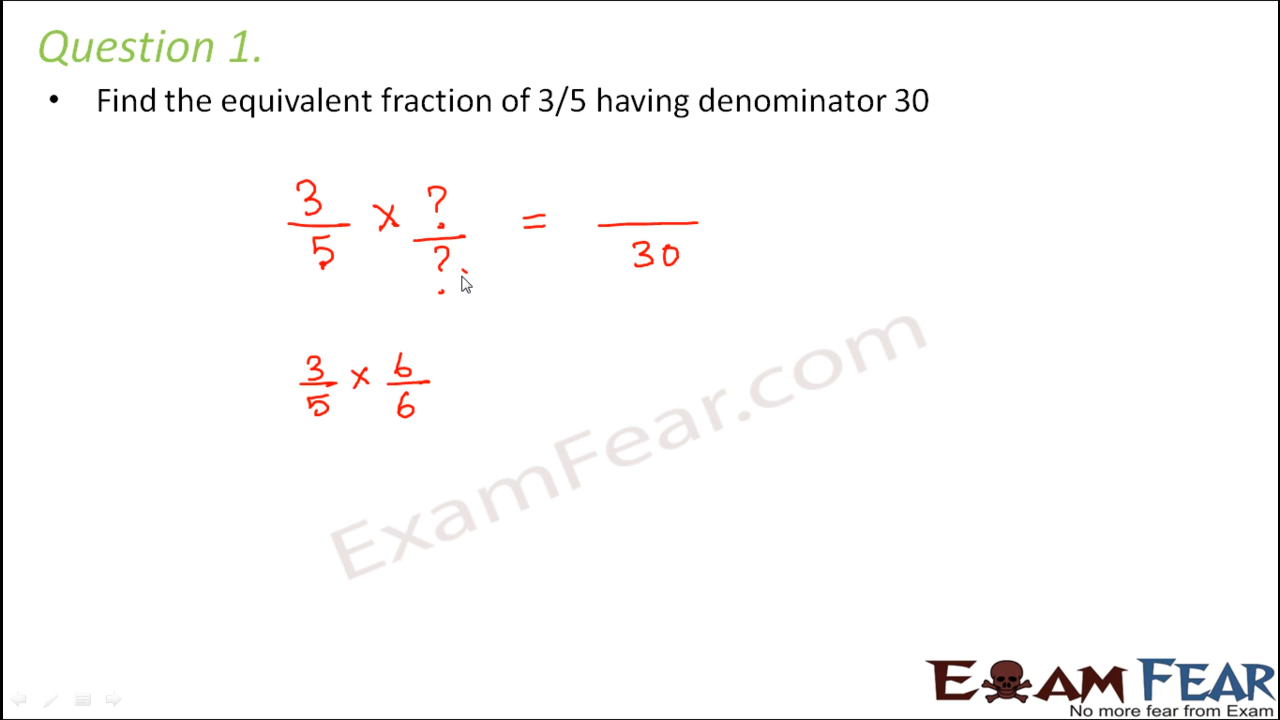 Question 1.
• Find the equivalent fraction of 3/5 having denominator 30
3/5 × ?/? = /30
3/5 × 6/6
ExamFear.com
EXAM FEAR
No more fear from Exam